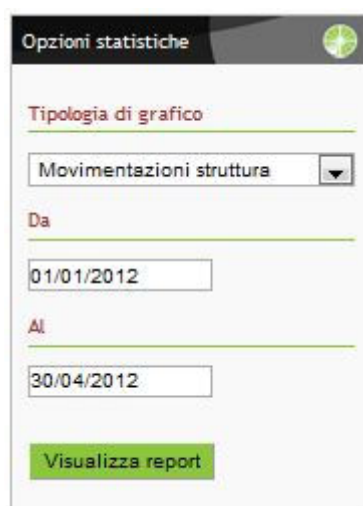 Opzioni statistiche
Tipologia di grafico
Movimentazioni struttura
Da
01/01/2012
Al
30/04/2012
Visualizza report